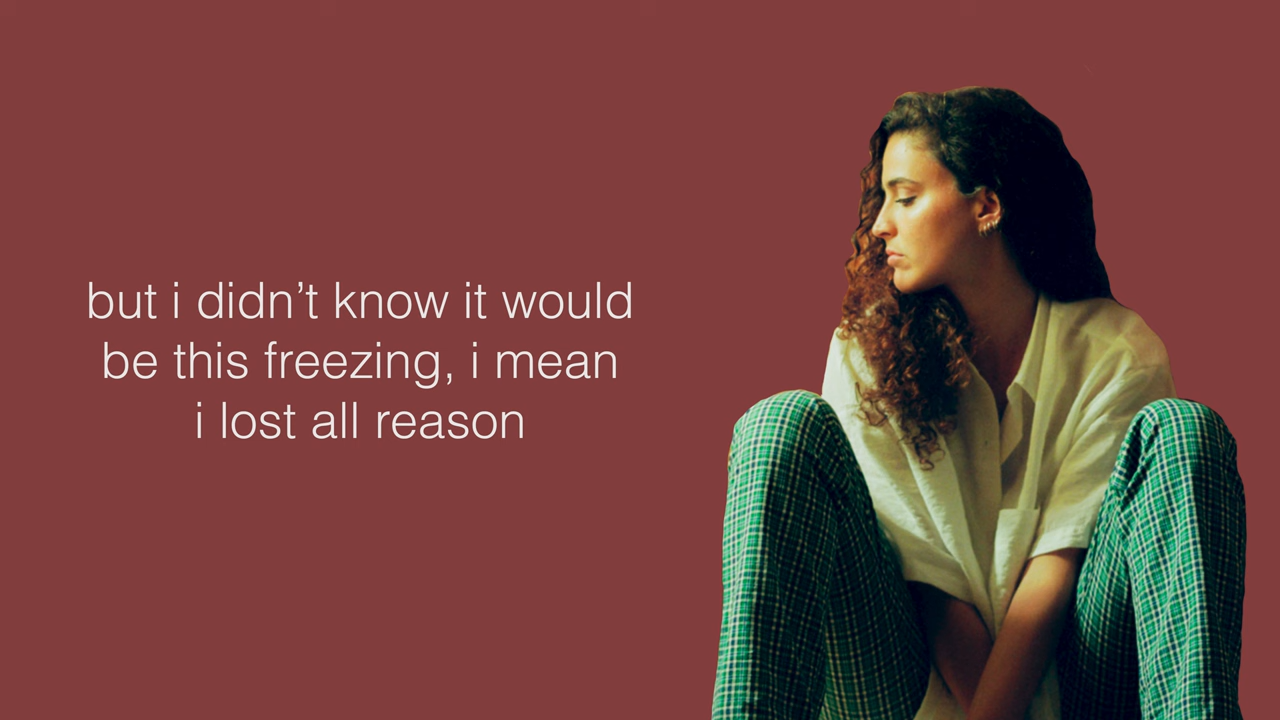 but i didn’t know it would
be this freezing, i mean
i lost all reason